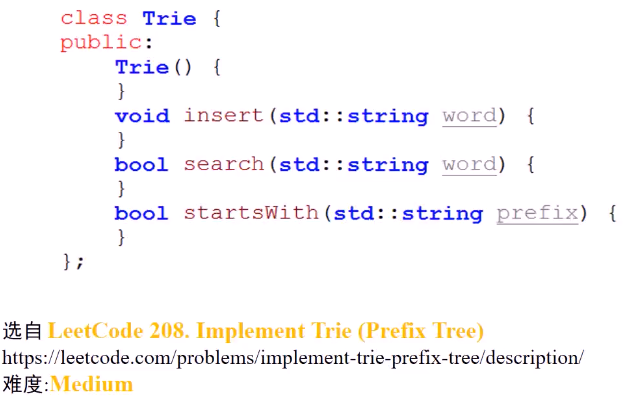 class Trie {
public:
    Trie() {
    }
    void insert(std::string word) {
    }
    bool search(std::string word) {
    }
    bool startsWith(std::string prefix) {
    }
};
选自 LeetCode 208. Implement Trie (Prefix Tree)
https://leetcode.com/problems/implement-trie-prefix-tree/description/
难度:Medium